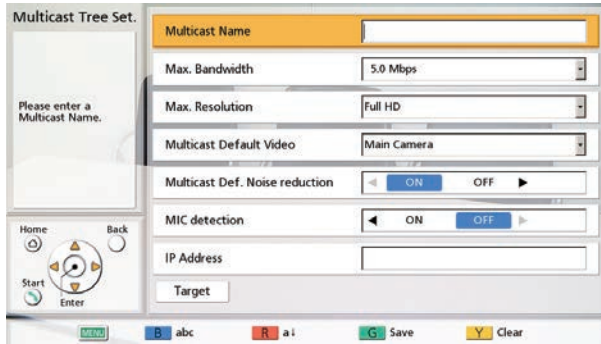 Multicast Tree Set.
Please enter a
Multicast Name.
Home
Back
Start
Enter
Multicast Name
Max. Bandwidth
5.0 Mbps
Max. Resolution
Full HD
Multicast Default Video
Main Camera
Multicast Def. Noise reduction
ON OFF
MIC detection
ON OFF
IP Address
Target
MENU B abc R a↓ G Save Y Clear